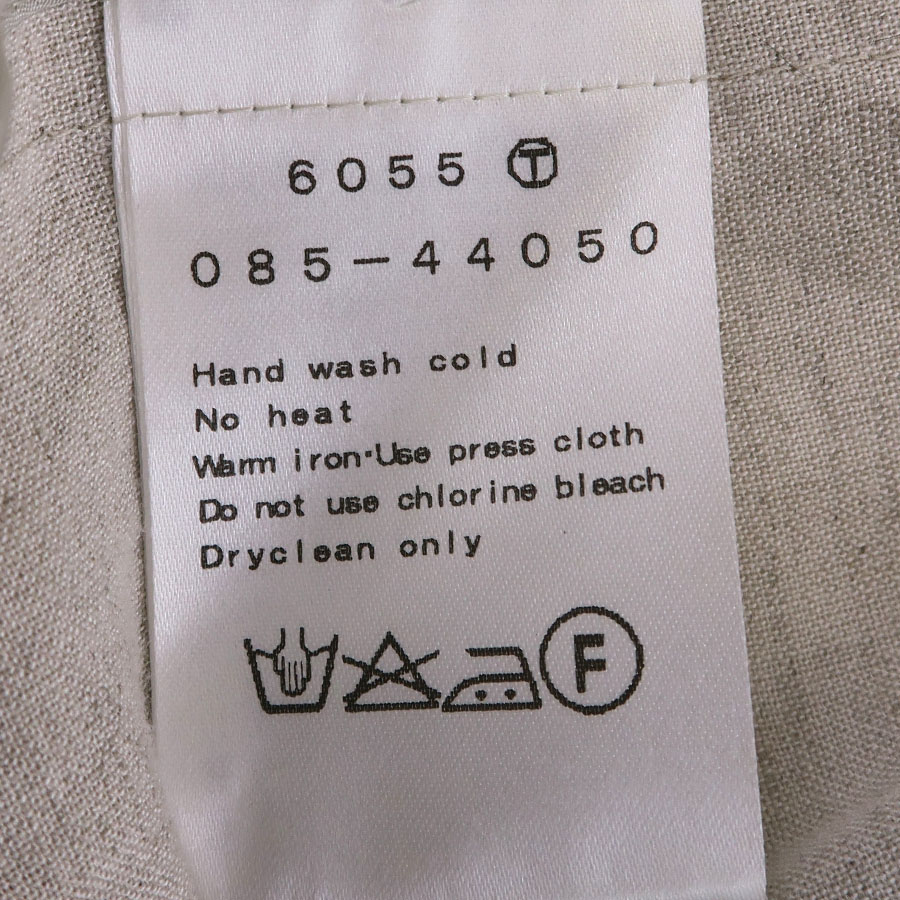 6055 Ⓣ
085-44050
Hand wash cold
No heat
Warm iron·Use press cloth
Do not use chlorine bleach
Dryclean only
F